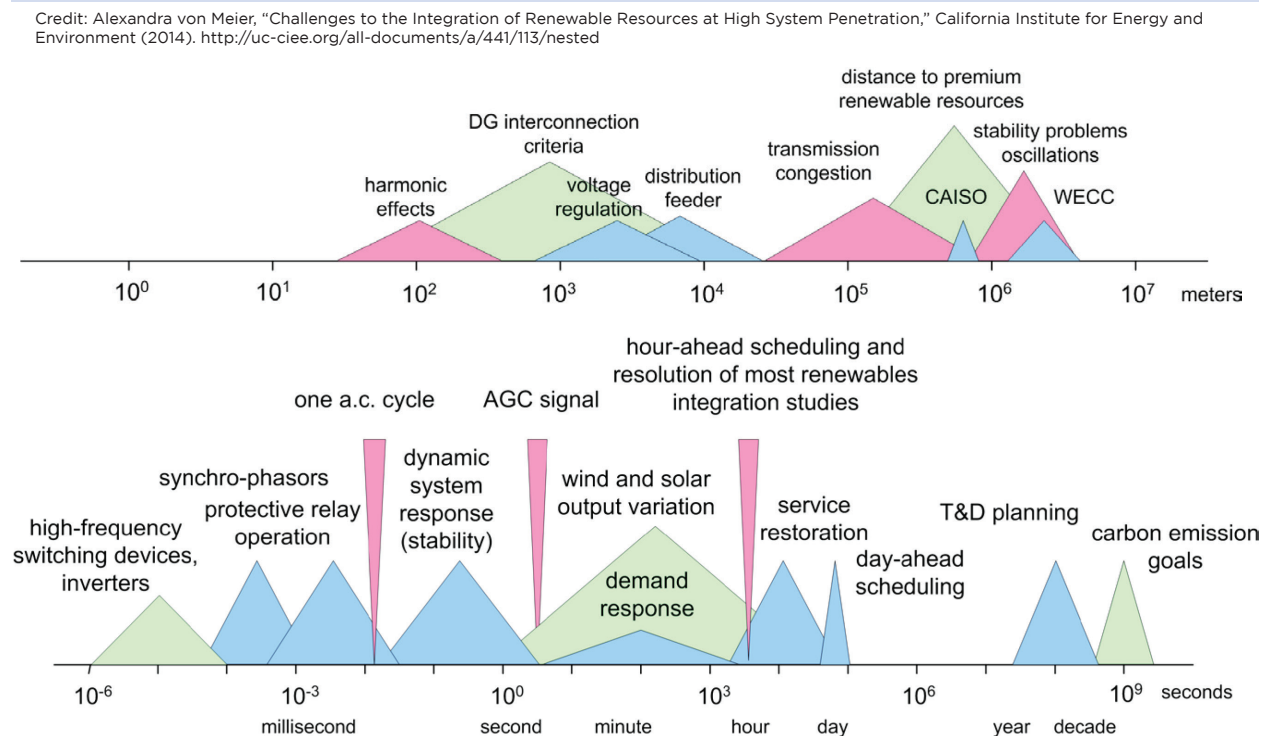 Credit: Alexandra von Meier, “Challenges to the Integration of Renewable Resources at High System Penetration,” California Institute for Energy and
Environment (2014). http://uc-ciee.org/all-documents/a/441/113/nested
distance to premium
renewable resources
DG interconnection
criteria
stability problems
oscillations
transmission
congestion
harmonic
effects
voltage
regulation
distribution
feeder
CAISO
WECC
10⁰ 10¹ 10² 10³ 10⁴ 10⁵ 10⁶ 10⁷ meters
hour-ahead scheduling and
resolution of most renewables
integration studies
one a.c. cycle
AGC signal
dynamic
system
response
(stability)
synchro-phasors
wind and solar
output variation
protective relay
operation
service
restoration
T&D planning
high-frequency
switching devices,
inverters
carbon emission
goals
day-ahead
scheduling
demand
response
10⁻⁶ 10⁻³ 10⁰ 10³ 10⁶ 10⁹ seconds
millisecond second minute hour day year decade